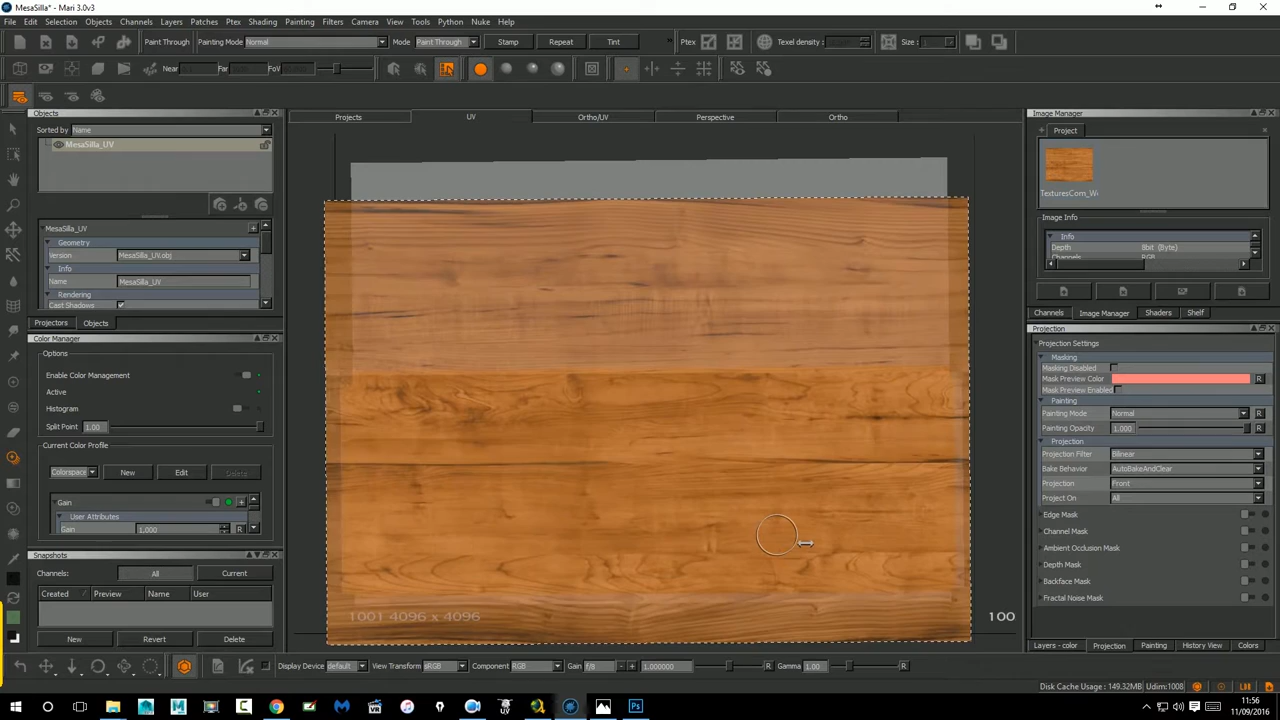 MesaSilla* - Mari 3.0v3
File Edit Selection Objects Channels Layers Patches Ptex Shading Painting Filters Camera View Tools Python Nuke Help
Paint Through Painting Mode Normal Mode Paint Through Stamp Repeat Tint Ptex Texel density: Size:
Near Far FoV
Objects
Sorted by Name
MesaSilla_UV
MesaSilla_UV
Geometry
Version MesaSilla_UV.obj
Info
Name MesaSilla_UV
Rendering
Cast Shadows
Projectors Objects
Color Manager
Options
Enable Color Management
Active
Histogram
Split Point 1.00
Current Color Profile
Colorspace New Edit Delete
Gain
User Attributes
Gain 1.000 R
Snapshots
Channels: All Current
Created Preview Name User
New Revert Delete
Projects UV Ortho/UV Perspective Ortho
1001 4096 x 4096
100
Image Manager
Project
TexturesCom_W
Image Info
Info
Depth 8bit (Byte)
Channels RGB
Channels Image Manager Shaders Shelf
Projection
Projection Settings
Masking
Masking Disabled
Mask Preview Color R
Mask Preview Enabled
Painting
Painting Mode Normal R
Painting Opacity 1.000 R
Projection
Projection Filter Bilinear
Bake Behavior AutoBakeAndClear
Projection Front
Project On All
Edge Mask
Channel Mask
Ambient Occlusion Mask
Depth Mask
Backface Mask
Fractal Noise Mask
Layers - color Projection Painting History View Colors
Display Device default View Transform sRGB Component RGB Gain f/8 - + 1.000000 R Gamma 1.00 R
Disk Cache Usage : 149.32MB Udim:1008
11:56
11/09/2016